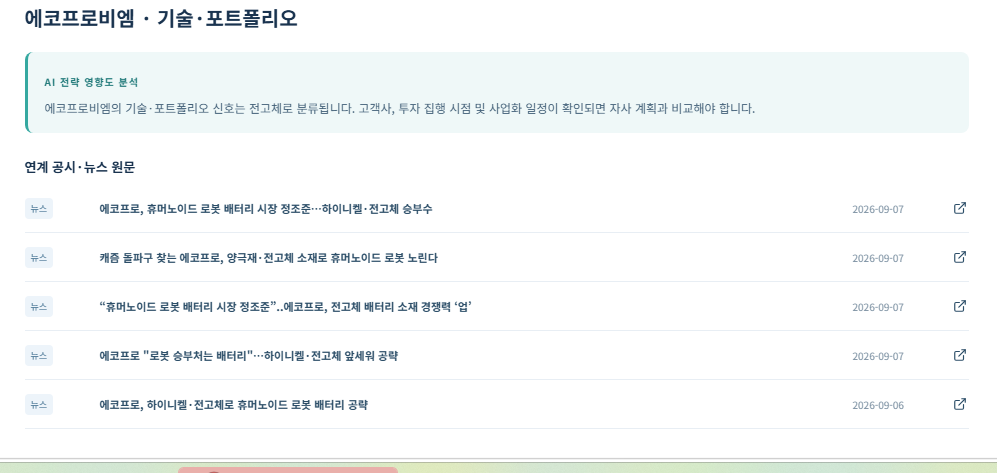 에코프로비엠 · 기술·포트폴리오
AI 전략 영향도 분석
에코프로비엠의 기술·포트폴리오 신호는 전고체로 분류됩니다. 고객사, 투자 집행 시점 및 사업화 일정이 확인되면 자사 계획과 비교해야 합니다.
연계 공시·뉴스 원문
뉴스 에코프로, 휴머노이드 로봇 배터리 시장 정조준…하이니켈·전고체 승부수 2026-09-07
뉴스 캐즘 돌파구 찾는 에코프로, 양극재·전고체 소재로 휴머노이드 로봇 노린다 2026-09-07
뉴스 “휴머노이드 로봇 배터리 시장 정조준”..에코프로, 전고체 배터리 소재 경쟁력 ‘업’ 2026-09-07
뉴스 에코프로 "로봇 승부처는 배터리"…하이니켈·전고체 앞세워 공략 2026-09-07
뉴스 에코프로, 하이니켈·전고체로 휴머노이드 로봇 배터리 공략 2026-09-06